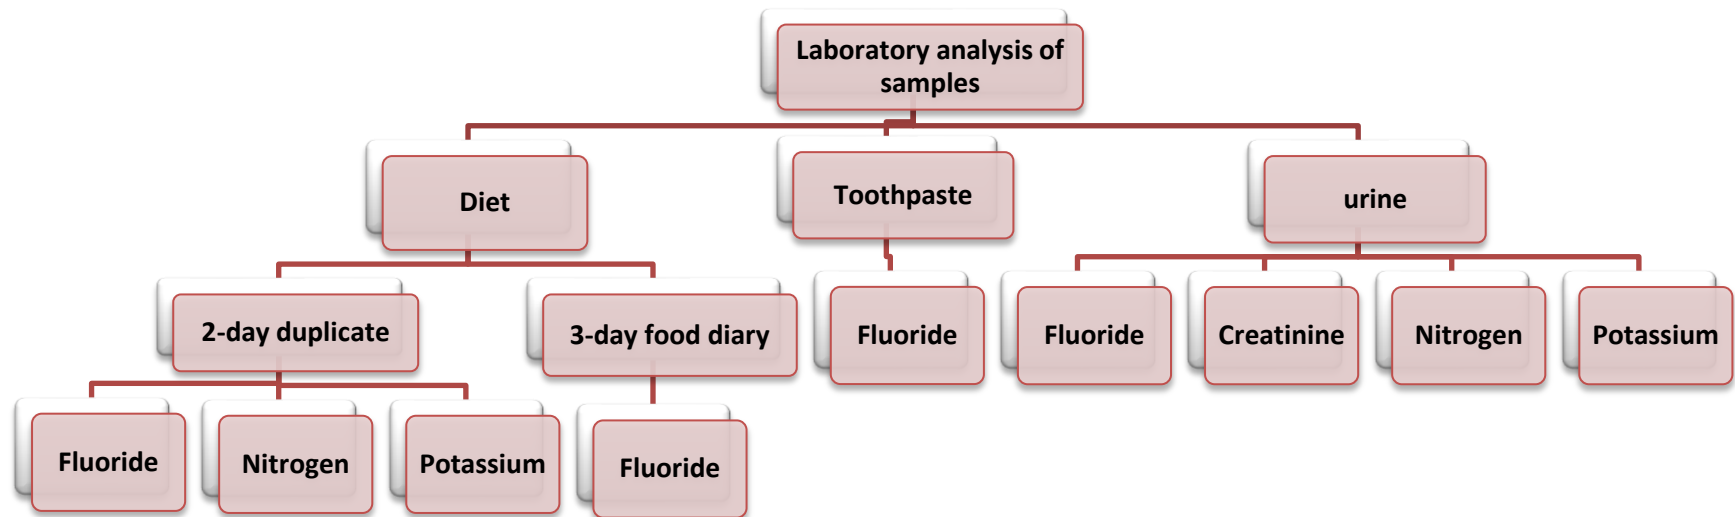 Laboratory analysis of
samples
Diet
Toothpaste
urine
2-day duplicate
3-day food diary
Fluoride
Fluoride
Creatinine
Nitrogen
Potassium
Fluoride
Nitrogen
Potassium
Fluoride